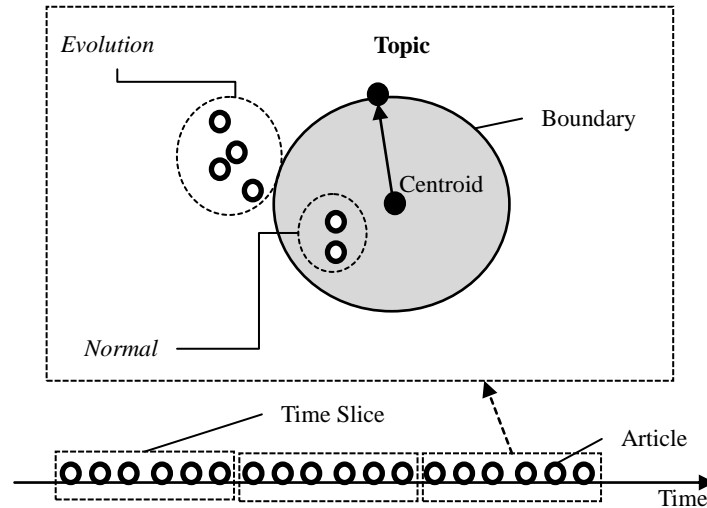 Topic
Evolution
Boundary
Centroid
Normal
Time Slice
Article
Time